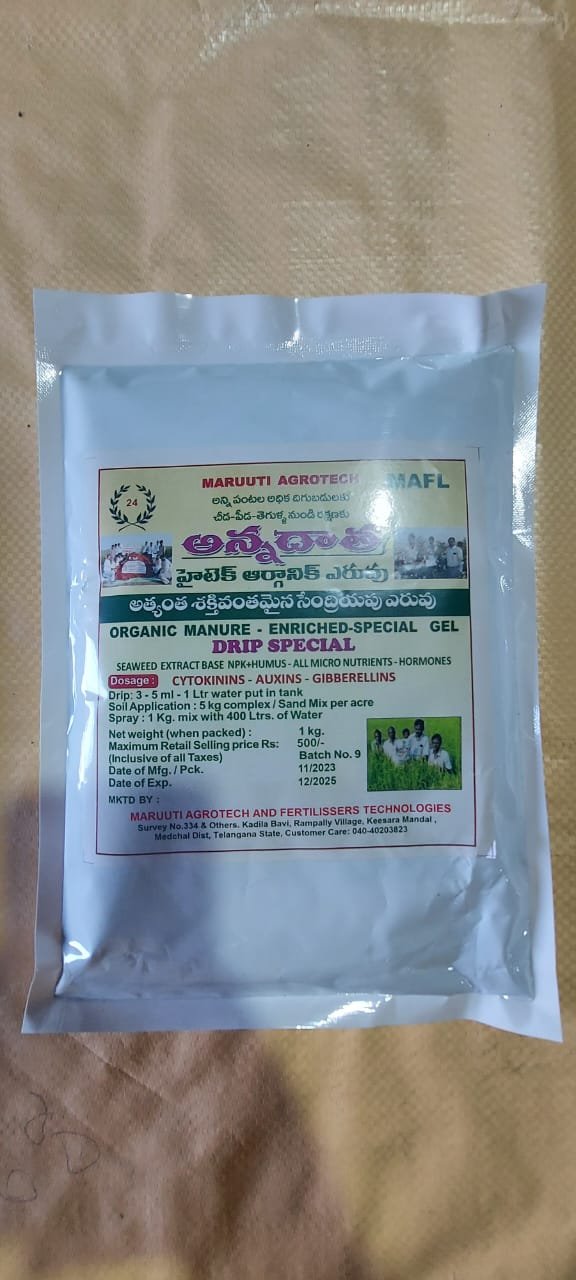 MARUUTI AGROTECH
MAFL
24
అన్ని పంటల అధిక దిగుబడులకు
చీడ-పీడ-తెగుళ్ళ నుండి రక్షణకు
అన్నదాత
హైటెక్ ఆర్గానిక్ ఎరువు
అత్యంత శక్తివంతమైన సేంద్రియపు ఎరువు
ORGANIC MANURE - ENRICHED-SPECIAL GEL
DRIP SPECIAL
SEAWEED EXTRACT BASE NPK+HUMUS - ALL MICRO NUTRIENTS - HORMONES
Dosage : CYTOKININS - AUXINS - GIBBERELLINS
Drip: 3 - 5 ml - 1 Ltr water put in tank
Soil Application : 5 kg complex / Sand Mix per acre
Spray : 1 Kg. mix with 400 Ltrs. of Water
Net weight (when packed) : 1 kg.
Maximum Retail Selling price Rs: 500/-
(Inclusive of all Taxes) Batch No. 9
Date of Mfg. / Pck. 11/2023
Date of Exp. 12/2025
MKTD BY :
MARUUTI AGROTECH AND FERTILISSERS TECHNOLOGIES
Survey No.334 & Others. Kadila Bavi, Rampally Village, Keesara Mandal ,
Medchal Dist, Telangana State, Customer Care: 040-40203823